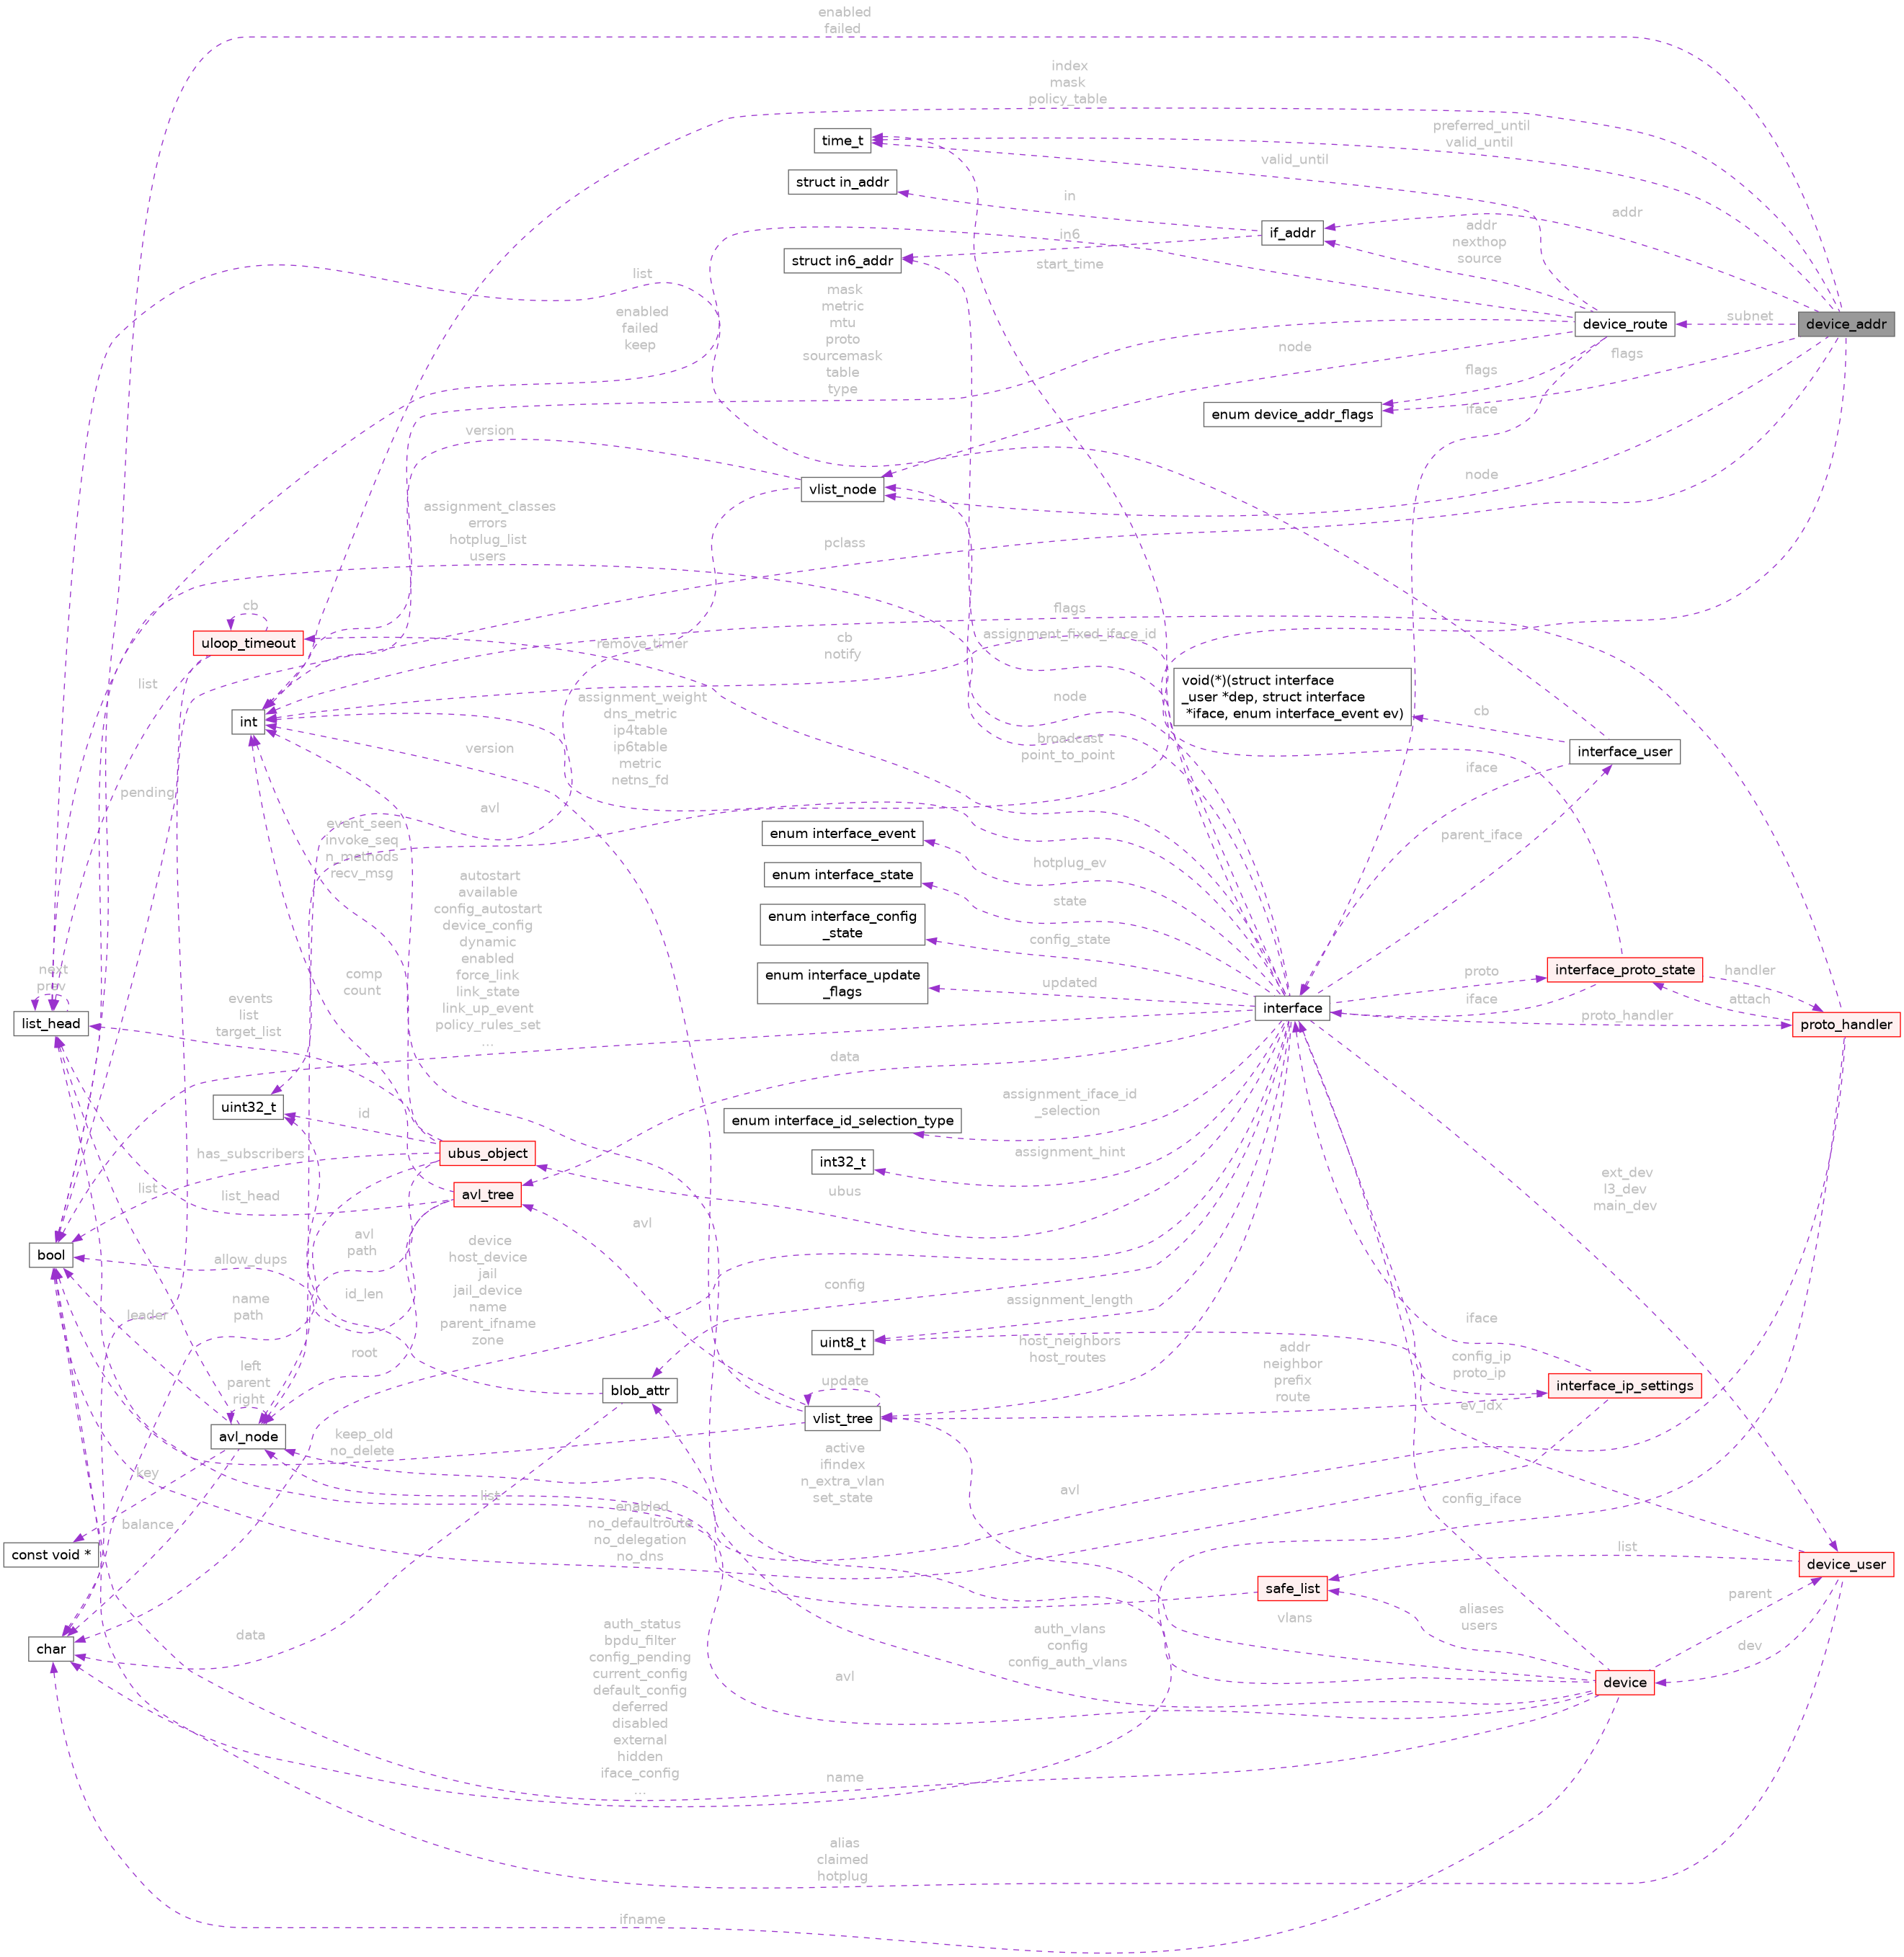 enabled
failed
index
mask
policy_table
time_t
preferred_until
valid_until
struct in_addr
valid_until
in
addr
if_addr
addr
nexthop
source
in6
struct in6_addr
start_time
list
enabled
failed
keep
mask
metric
mtu
proto
sourcemask
table
type
device_route
subnet
device_addr
node
flags
flags
enum device_addr_flags
iface
version
vlist_node
node
assignment_classes
errors
hotplug_list
users
pclass
cb
uloop_timeout
flags
remove_timer
cb
notify
assignment_fixed_iface_id
list
void(*)(struct interface
_user *dep, struct interface
*iface, enum interface_event ev)
cb
interface_user
int
assignment_weight
dns_metric
ip4table
ip6table
metric
netns_fd
node
version
broadcast
point_to_point
iface
pending
avl
event_seen
invoke_seq
n_methods
recv_msg
enum interface_event
hotplug_ev
parent_iface
enum interface_state
state
autostart
available
config_autostart
device_config
dynamic
enabled
force_link
link_state
link_up_event
policy_rules_set
...
enum interface_config
_state
config_state
enum interface_update
_flags
updated
comp
count
interface
proto
iface
proto_handler
interface_proto_state
handler
attach
proto_handler
next
prev
list_head
events
list
target_list
data
uint32_t
id
enum interface_id_selection_type
assignment_iface_id
_selection
has_subscribers
ubus_object
int32_t
assignment_hint
list
list_head
avl_tree
ubus
ext_dev
l3_dev
main_dev
avl
bool
allow_dups
avl
path
device
host_device
jail
jail_device
name
parent_ifname
zone
config
id_len
name
path
leader
uint8_t
assignment_length
iface
root
host_neighbors
host_routes
addr
neighbor
prefix
route
config_ip
proto_ip
interface_ip_settings
left
parent
right
blob_attr
update
vlist_tree
ev_idx
avl_node
keep_old
no_delete
active
ifindex
n_extra_vlan
set_state
key
list
avl
config_iface
enabled
no_defaultroute
no_delegation
no_dns
balance
const void *
list
device_user
safe_list
vlans
aliases
users
parent
dev
char
data
auth_status
bpdu_filter
config_pending
current_config
default_config
deferred
disabled
external
hidden
iface_config
...
auth_vlans
config
config_auth_vlans
avl
device
name
alias
claimed
hotplug
ifname